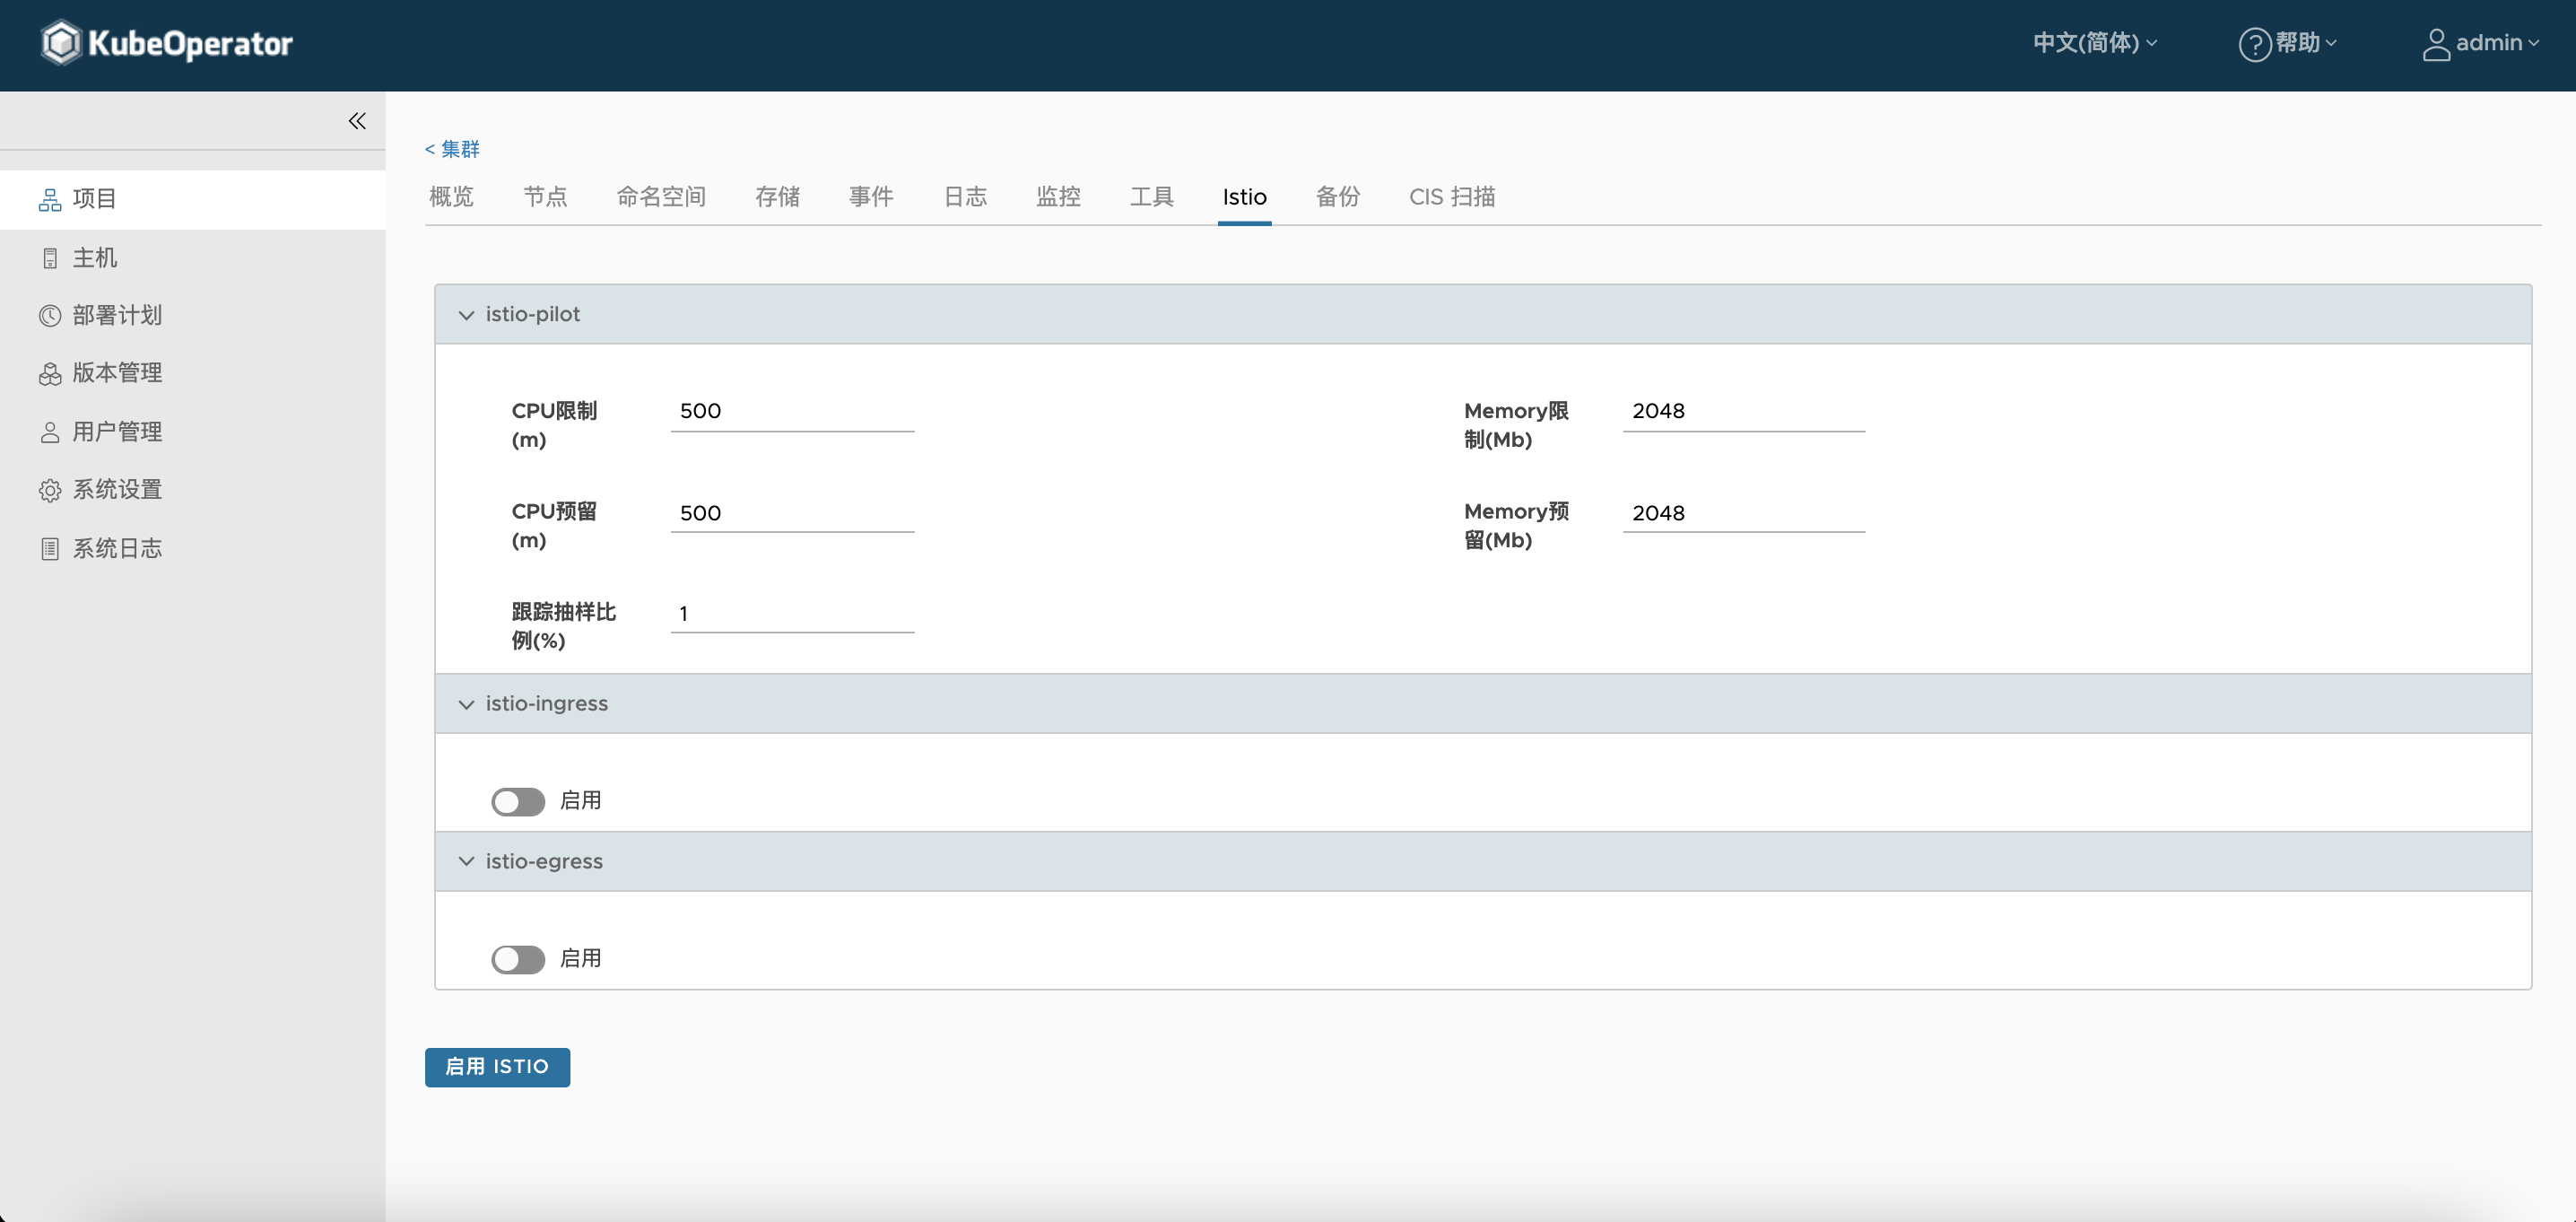 KubeOperator
中文(简体)
帮助
admin
项目
主机
部署计划
版本管理
用户管理
系统设置
系统日志
< 集群
概览 节点 命名空间 存储 事件 日志 监控 工具 Istio 备份 CIS 扫描
istio-pilot
CPU限制
(m)
500
Memory限
制(Mb)
2048
CPU预留
(m)
500
Memory预
留(Mb)
2048
跟踪抽样比
例(%)
1
istio-ingress
启用
istio-egress
启用
启用 ISTIO